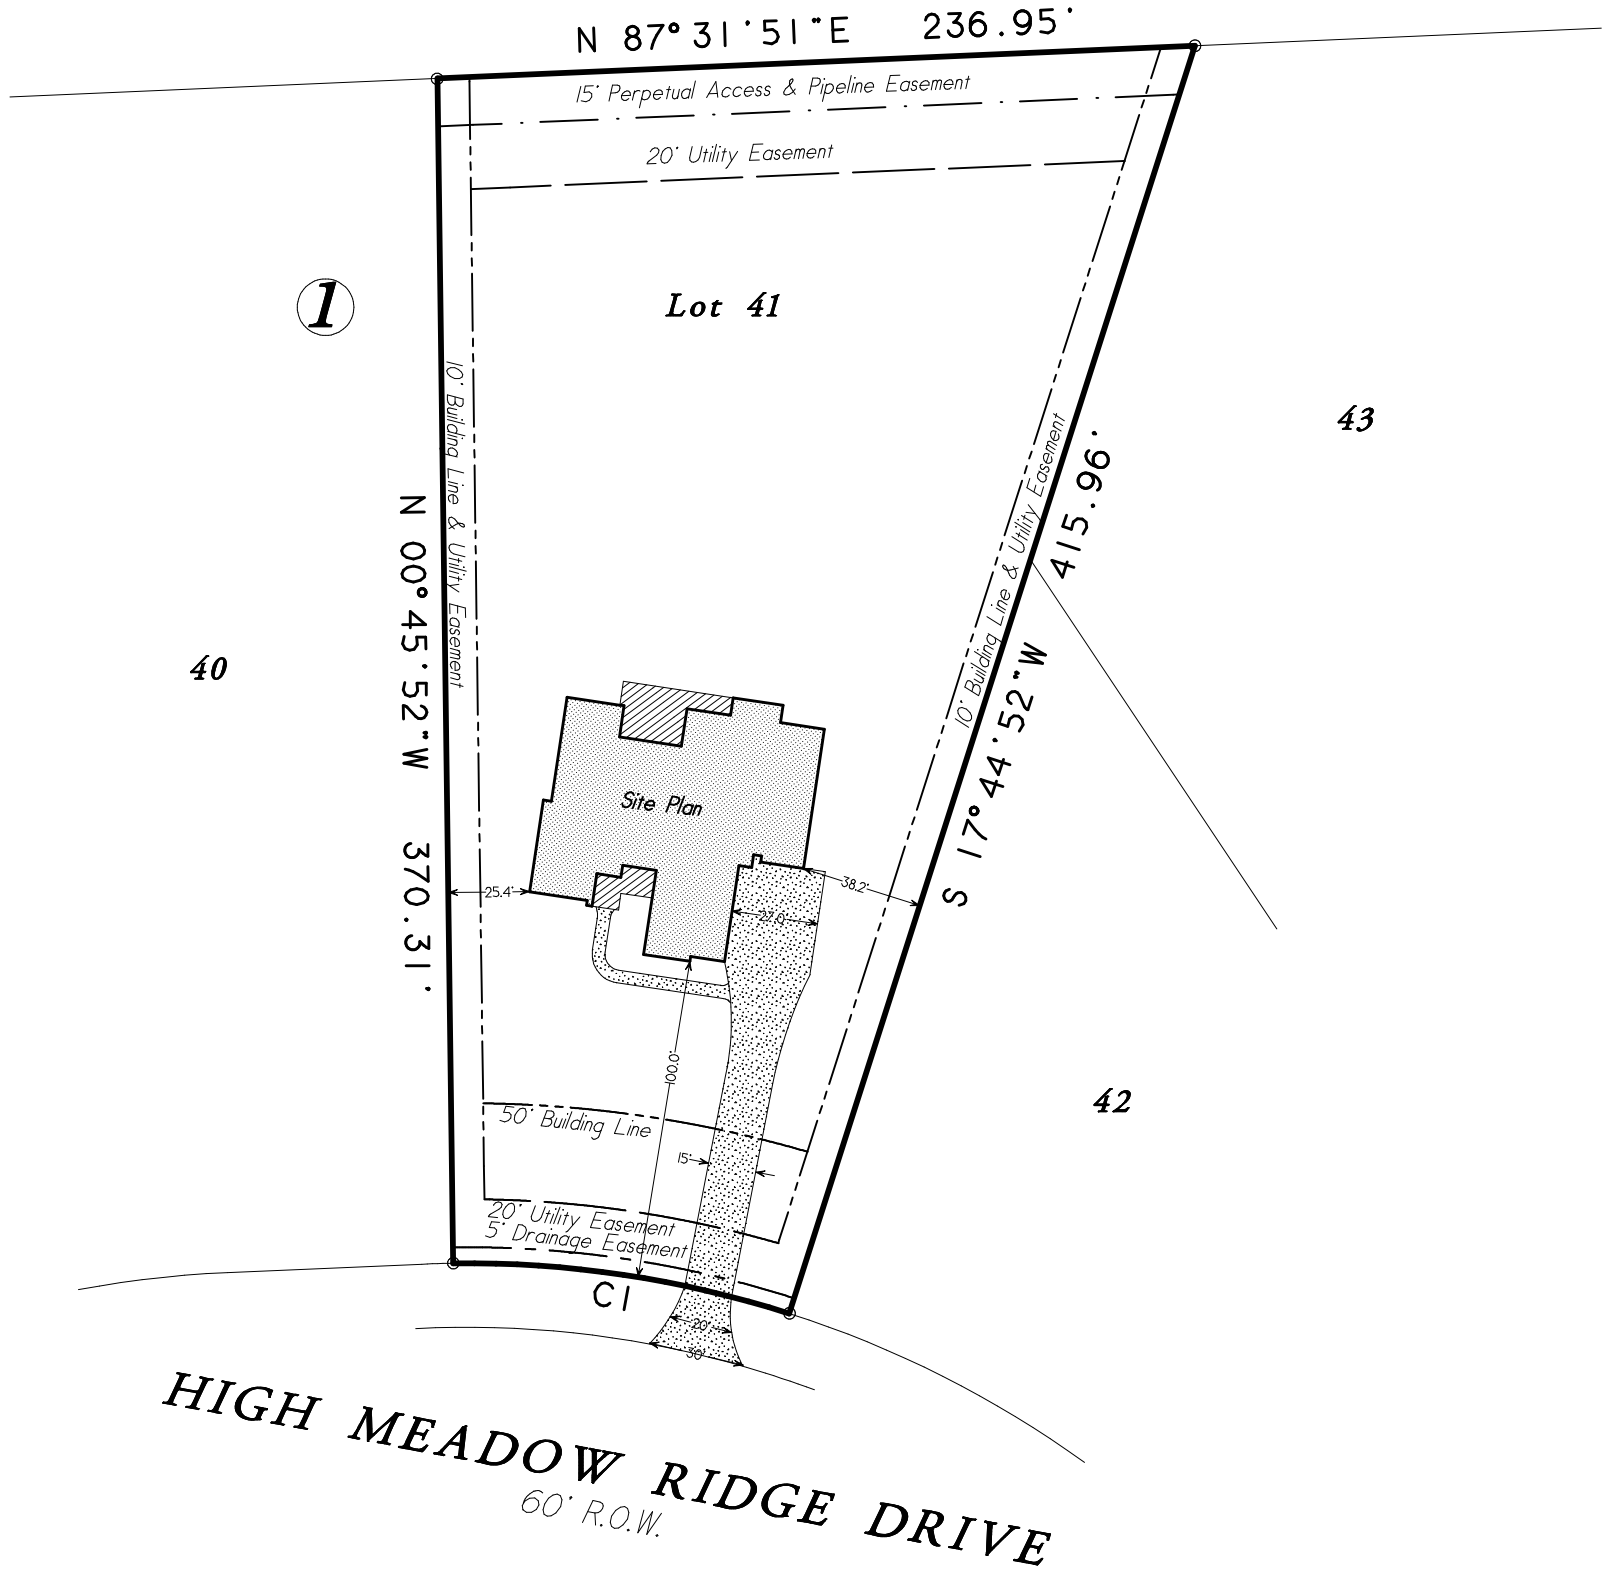 N 87°31'51"E 236.95'
15' Perpetual Access & Pipeline Easement
20' Utility Easement
1
Lot 41
43
10' Building Line & Utility Easement
10' Building Line & Utility Easement
N 00°45'52"W 370.31'
S 17°44'52"W 415.96'
40
Site Plan
25.4'
38.2'
27.0'
100.0'
42
50' Building Line
15'
20' Utility Easement
5' Drainage Easement
C1
20'
30'
HIGH MEADOW RIDGE DRIVE
60' R.O.W.